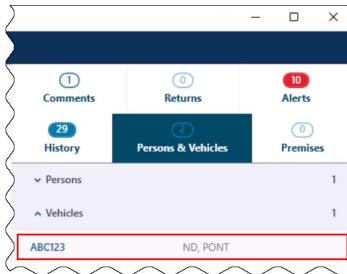 1 0 10
Comments Returns Alerts
29 2 0
History Persons & Vehicles Premises
Persons 1
Vehicles 1
ABC123 ND, PONT